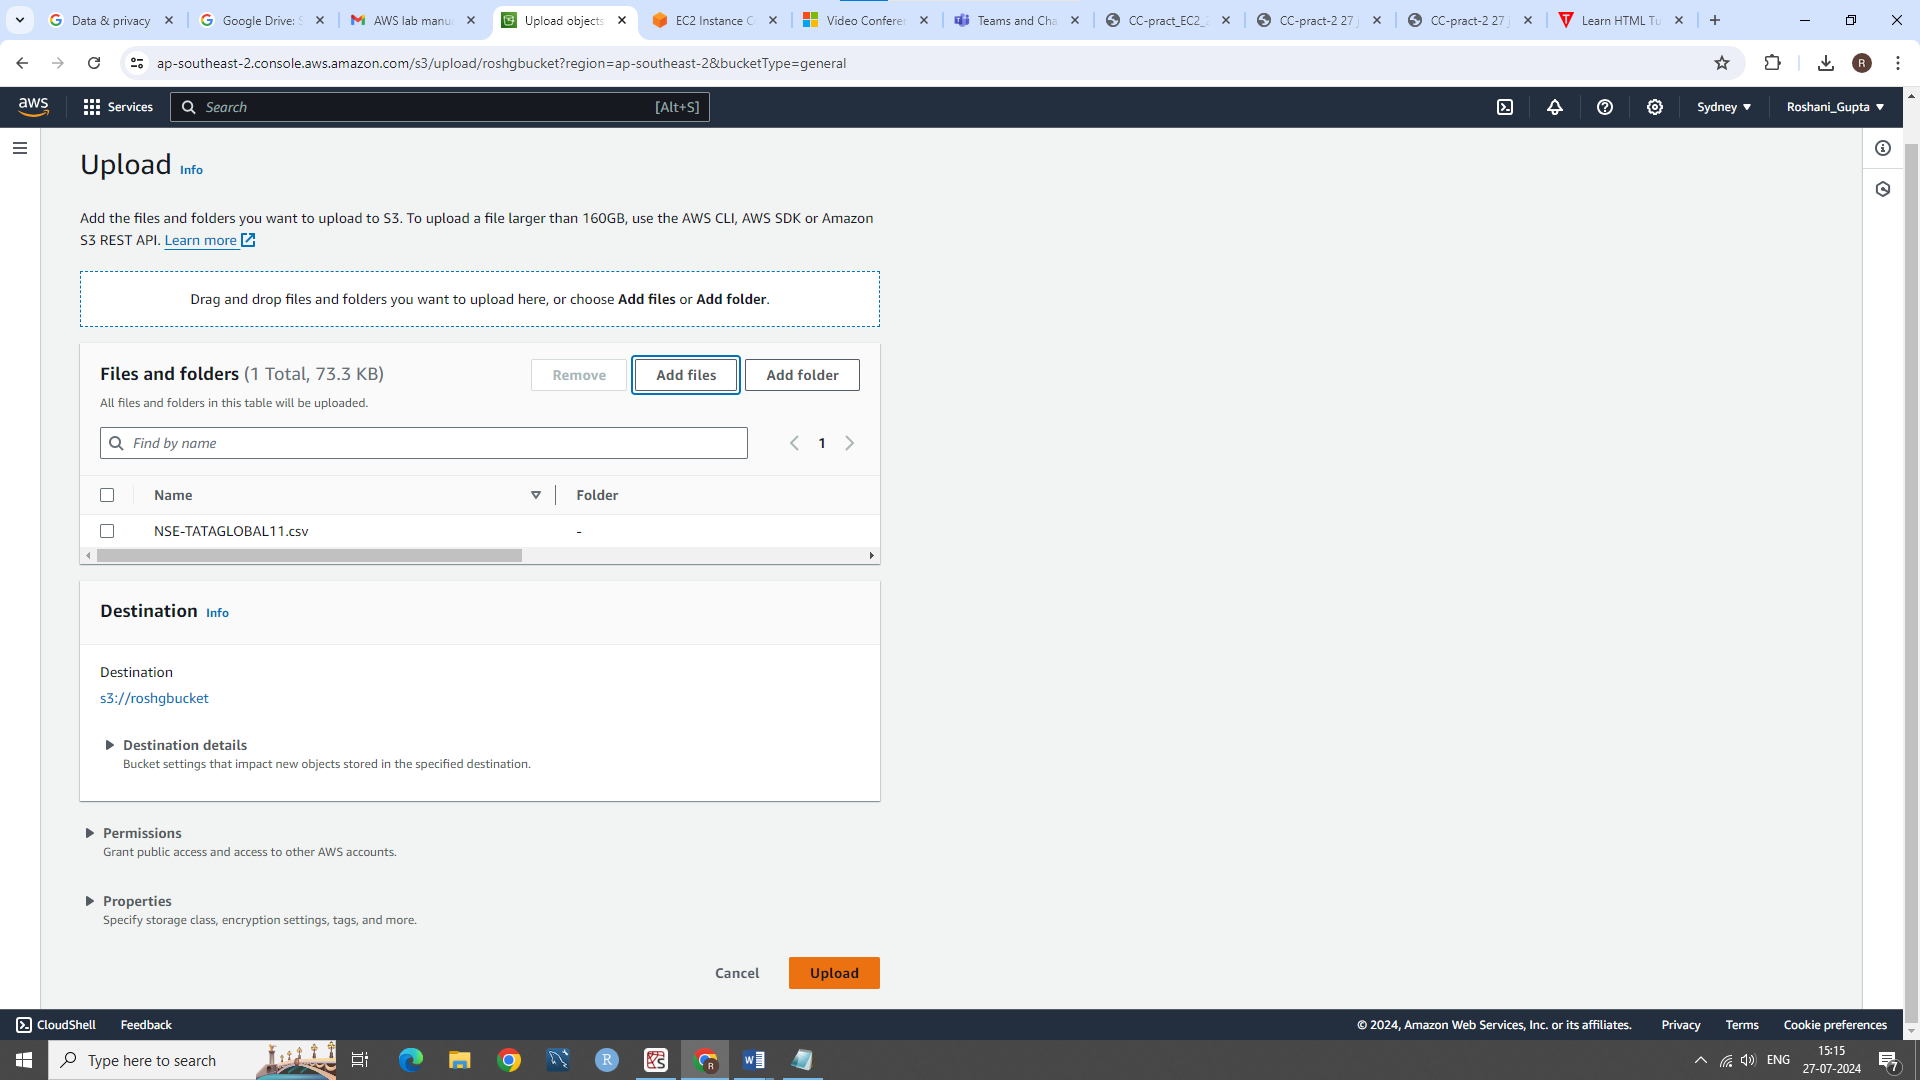 Data & privacy
Google Drive: S
AWS lab manu
Upload objects
EC2 Instance C
Video Conferen
Teams and Cha
CC-pract_EC2_2
CC-pract-2 27 j
CC-pract-2 27 j
Learn HTML Tu
ap-southeast-2.console.aws.amazon.com/s3/upload/roshgbucket?region=ap-southeast-2&bucketType=general
R
aws
Services
Search
[Alt+S]
Sydney
Roshani_Gupta
Upload Info
Add the files and folders you want to upload to S3. To upload a file larger than 160GB, use the AWS CLI, AWS SDK or Amazon
S3 REST API. Learn more
Drag and drop files and folders you want to upload here, or choose Add files or Add folder.
Files and folders (1 Total, 73.3 KB)
Remove
Add files
Add folder
All files and folders in this table will be uploaded.
Find by name
1
Name
Folder
NSE-TATAGLOBAL11.csv
-
Destination Info
Destination
s3://roshgbucket
Destination details
Bucket settings that impact new objects stored in the specified destination.
Permissions
Grant public access and access to other AWS accounts.
Properties
Specify storage class, encryption settings, tags, and more.
Cancel
Upload
CloudShell
Feedback
© 2024, Amazon Web Services, Inc. or its affiliates.
Privacy
Terms
Cookie preferences
Type here to search
ENG
15:15
27-07-2024
7